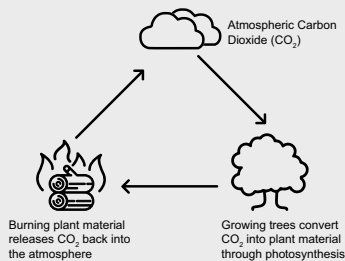 Atmospheric Carbon
Dioxide (CO₂)
Burning plant material
releases CO₂ back into
the atmosphere
Growing trees convert
CO₂ into plant material
through photosynthesis